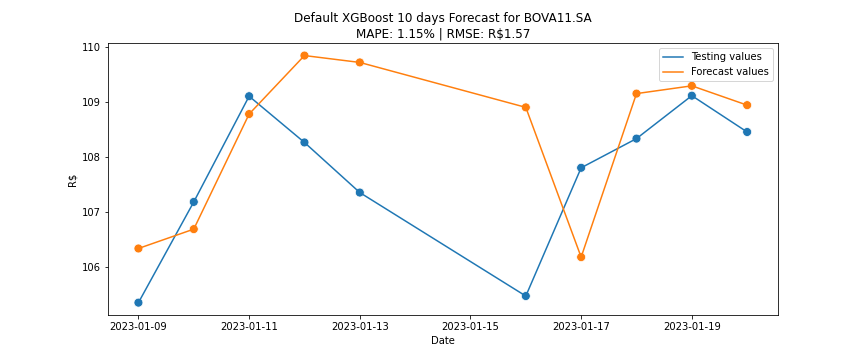 Default XGBoost 10 days Forecast for BOVA11.SA
MAPE: 1.15% | RMSE: R$1.57
Testing values
Forecast values
R$
110
109
108
107
106
2023-01-09 2023-01-11 2023-01-13 2023-01-15 2023-01-17 2023-01-19
Date